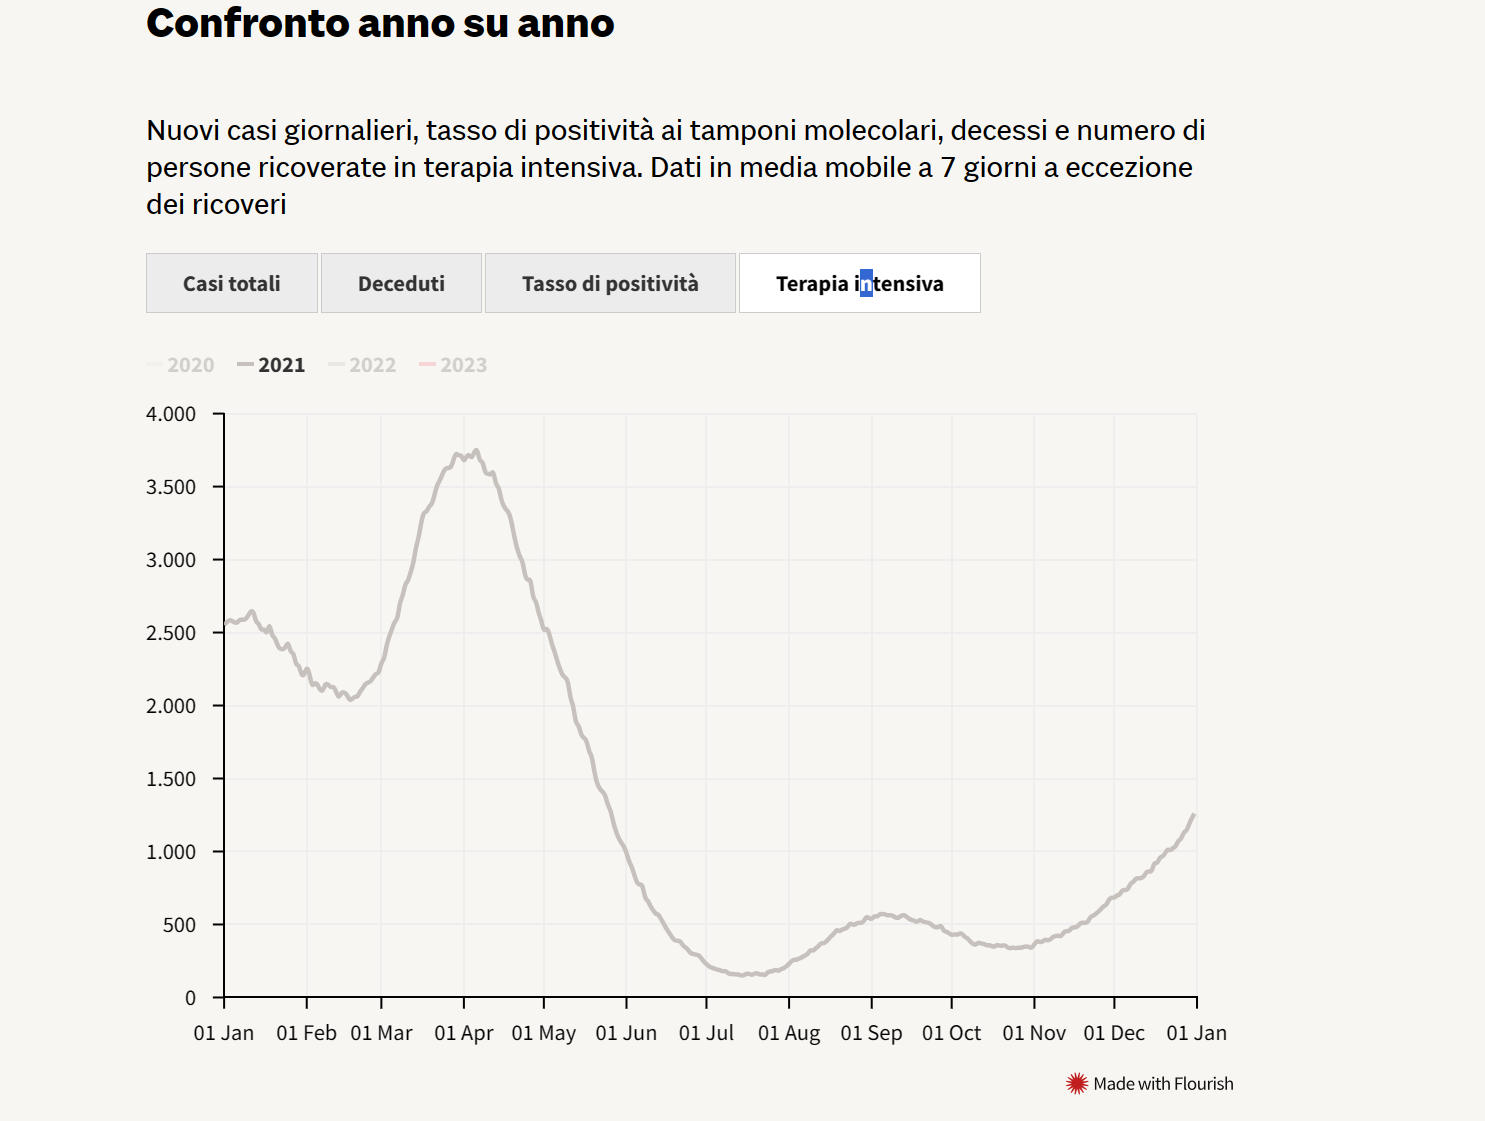 Confronto anno su anno
Nuovi casi giornalieri, tasso di positività ai tamponi molecolari, decessi e numero di
persone ricoverate in terapia intensiva. Dati in media mobile a 7 giorni a eccezione
dei ricoveri
Casi totali Deceduti Tasso di positività Terapia intensiva
2020 2021 2022 2023
4.000
3.500
3.000
2.500
2.000
1.500
1.000
500
0
01 Jan 01 Feb 01 Mar 01 Apr 01 May 01 Jun 01 Jul 01 Aug 01 Sep 01 Oct 01 Nov 01 Dec 01 Jan
Made with Flourish